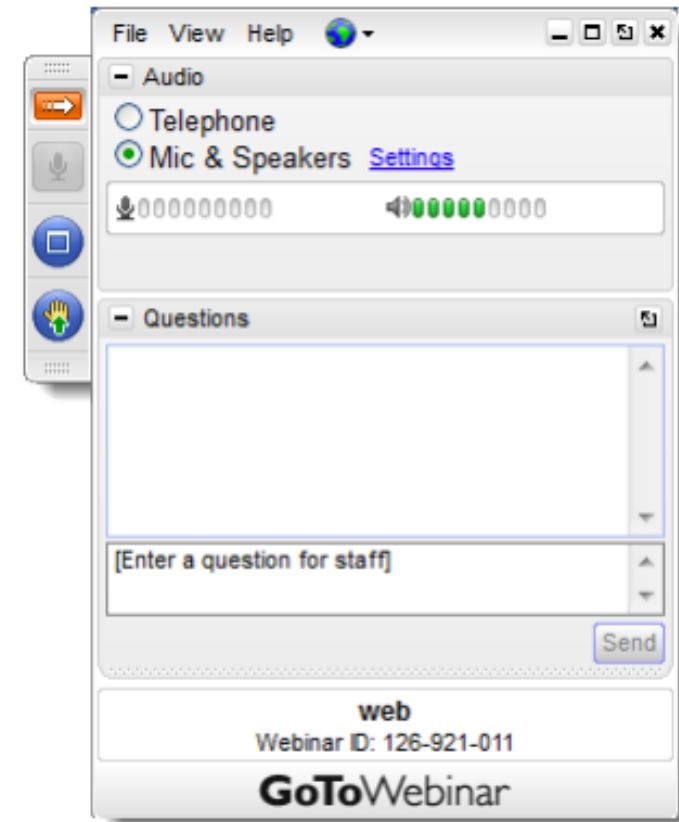 File View Help
Audio
Telephone
Mic & Speakers Settings
Questions
[Enter a question for staff]
Send
web
Webinar ID: 126-921-011
GoToWebinar